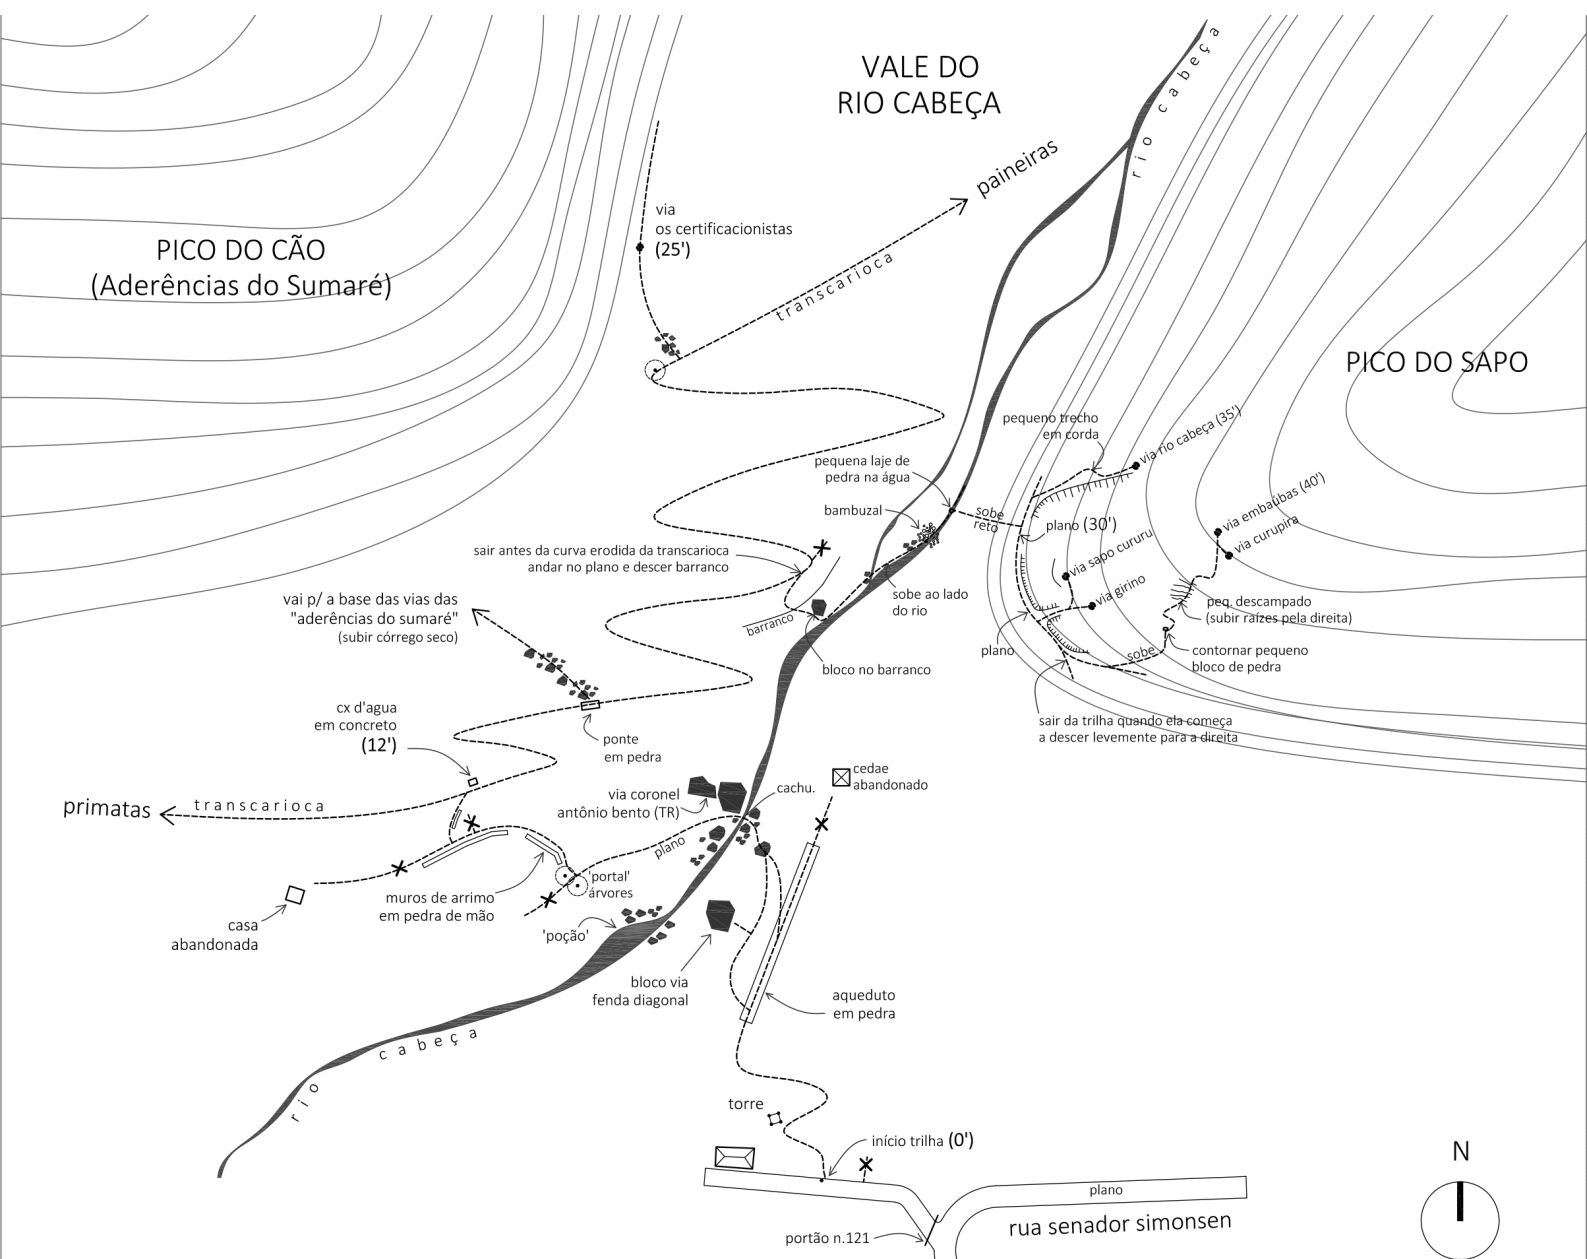 VALE DO
RIO CABEÇA
rio cabeça
paineiras
transcarioca
via
os certificacionistas
(25')
PICO DO CÃO
(Aderências do Sumaré)
PICO DO SAPO
pequeno trecho
em corda
via rio cabeça (35')
pequena laje de
pedra na água
bambuzal
sobe
reto
plano (30')
via embaúbas (40')
via curupira
via sapo cururu
via girino
sair antes da curva erodida da transcarioca
andar no plano e descer barranco
sobe ao lado
do rio
peq. descampado
(subir raízes pela direita)
vai p/ a base das vias das
"aderências do sumaré"
(subir córrego seco)
barranco
bloco no barranco
plano
sobe
contornar pequeno
bloco de pedra
cx d'agua
em concreto
(12')
ponte
em pedra
sair da trilha quando ela começa
a descer levemente para a direita
primatas
transcarioca
via coronel
antônio bento (TR)
cachu.
cedae
abandonado
plano
muros de arrimo
em pedra de mão
'portal'
árvores
casa
abandonada
'poção'
bloco via
fenda diagonal
aqueduto
em pedra
rio cabeça
torre
início trilha (0')
plano
rua senador simonsen
portão n.121
N